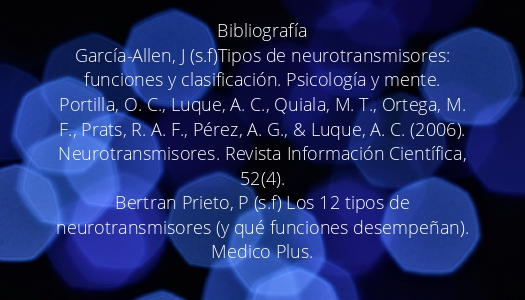 Bibliografía
García-Allen, J (s.f)Tipos de neurotransmisores:
funciones y clasificación. Psicología y mente.
Portilla, O. C., Luque, A. C., Quiala, M. T., Ortega, M.
F., Prats, R. A. F., Pérez, A. G., & Luque, A. C. (2006).
Neurotransmisores. Revista Información Científica,
52(4).
Bertran Prieto, P (s.f) Los 12 tipos de
neurotransmisores (y qué funciones desempeñan).
Medico Plus.